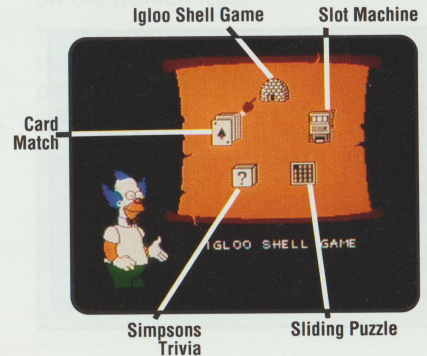 Igloo Shell Game
Slot Machine
Card
Match
?
IGLOO SHELL GAME
Simpsons
Trivia
Sliding Puzzle